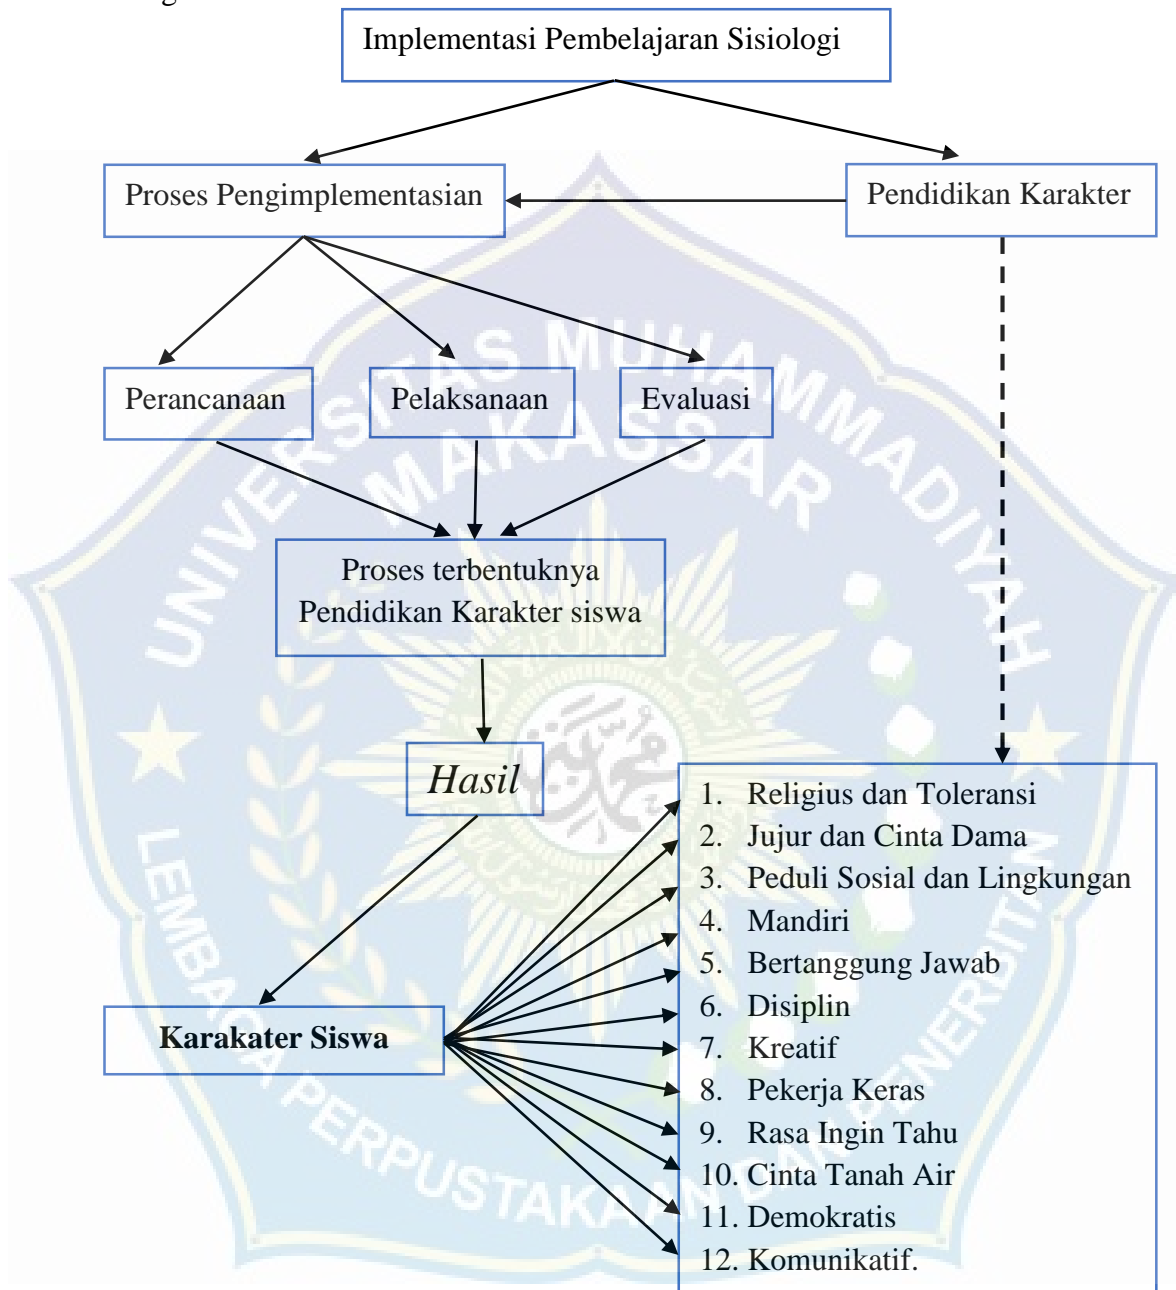 Implementasi Pembelajaran Sisiologi
Proses Pengimplementasian
Pendidikan Karakter
Perancanaan
Pelaksanaan
Evaluasi
Proses terbentuknya
Pendidikan Karakter siswa
Hasil
Karakater Siswa
1. Religius dan Toleransi
2. Jujur dan Cinta Dama
3. Peduli Sosial dan Lingkungan
4. Mandiri
5. Bertanggung Jawab
6. Disiplin
7. Kreatif
8. Pekerja Keras
9. Rasa Ingin Tahu
10. Cinta Tanah Air
11. Demokratis
12. Komunikatif.
UNIVERSITAS MUHAMMADIYAH
MAKASSAR
LEMBAGA PERPUSTAKAAN DAN PENERBITAN